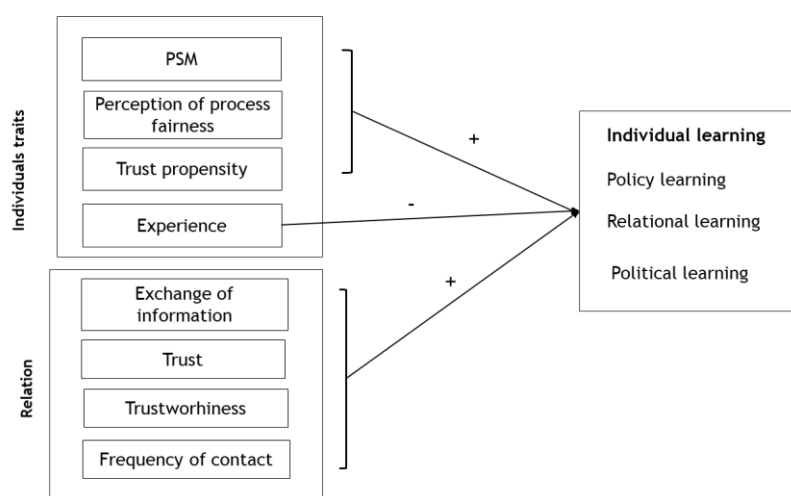 Individuals traits
PSM
Perception of process
fairness
Trust propensity
Experience
+
-
Relation
Exchange of
information
Trust
Trustworhiness
Frequency of contact
+
Individual learning
Policy learning
Relational learning
Political learning